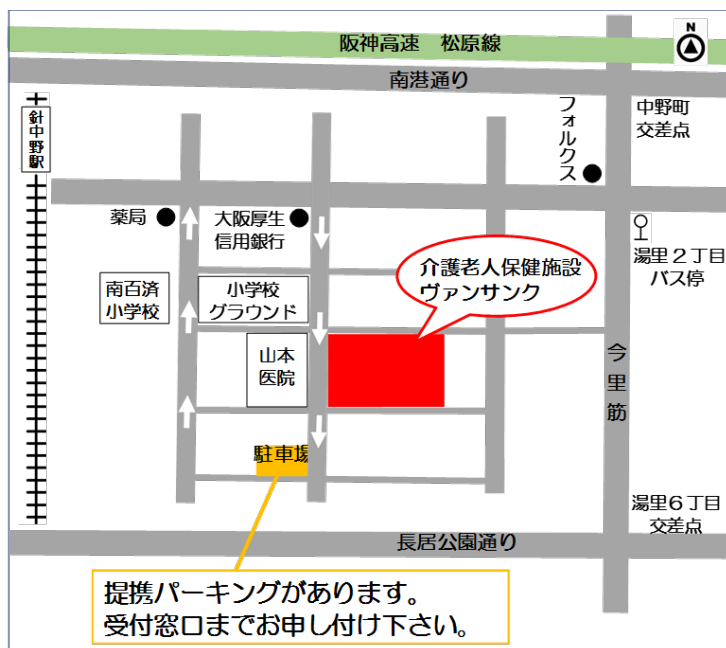 阪神高速　松原線
N
南港通り
針中野駅
フォルクス
中野町
交差点
薬局
大阪厚生
信用銀行
湯里２丁目
バス停
介護老人保健施設
ヴァンサンク
南百済
小学校
小学校
グラウンド
山本
医院
今里筋
駐車場
湯里６丁目
交差点
長居公園通り
提携パーキングがあります。
受付窓口までお申し付け下さい。